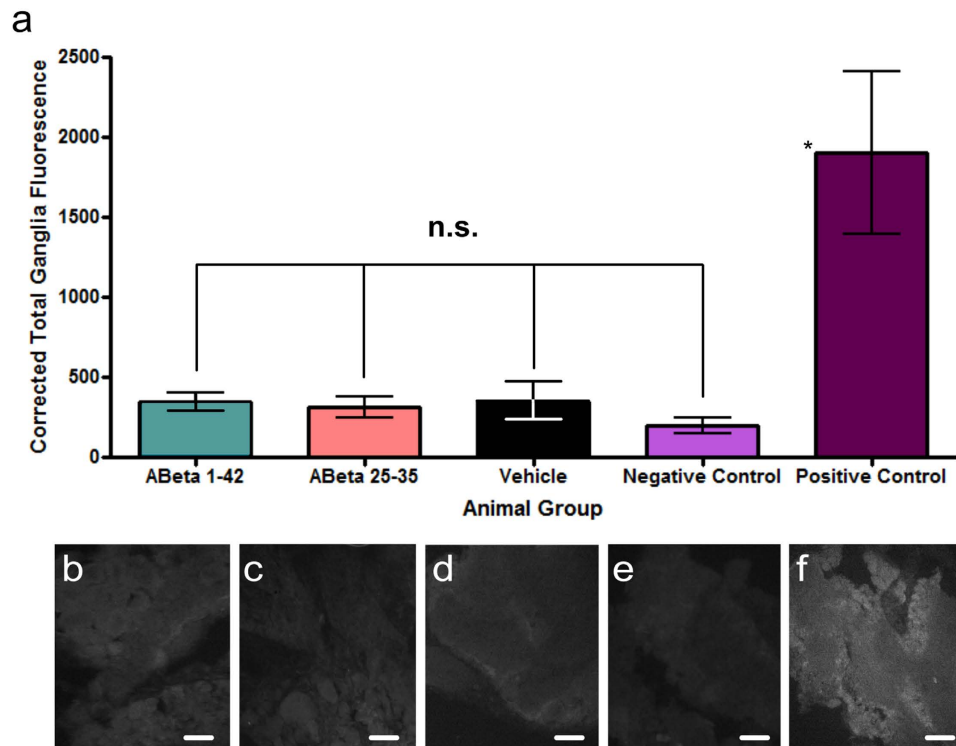 a
Corrected Total Ganglia Fluorescence
2500
2000
1500
1000
500
0
n.s.
*
ABeta 1-42
ABeta 25-35
Vehicle
Negative Control
Positive Control
Animal Group
b
c
d
e
f